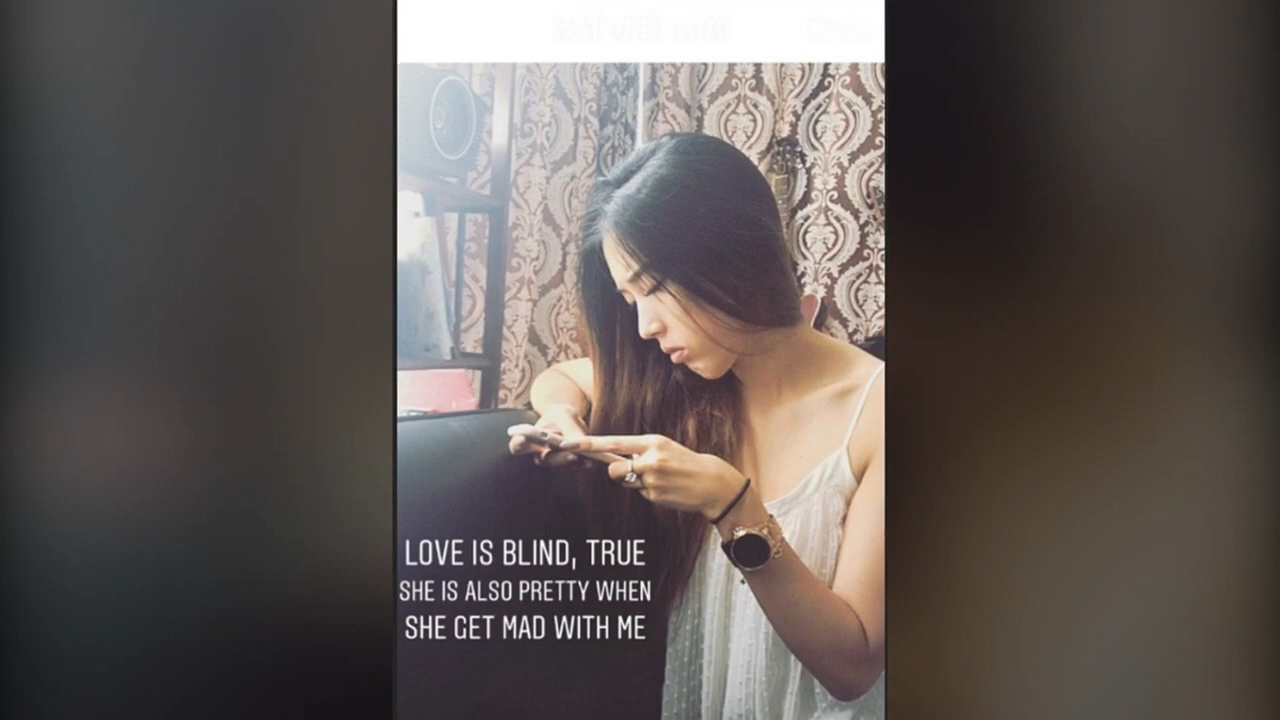 LOVE IS BLIND, TRUE
SHE IS ALSO PRETTY WHEN
SHE GET MAD WITH ME